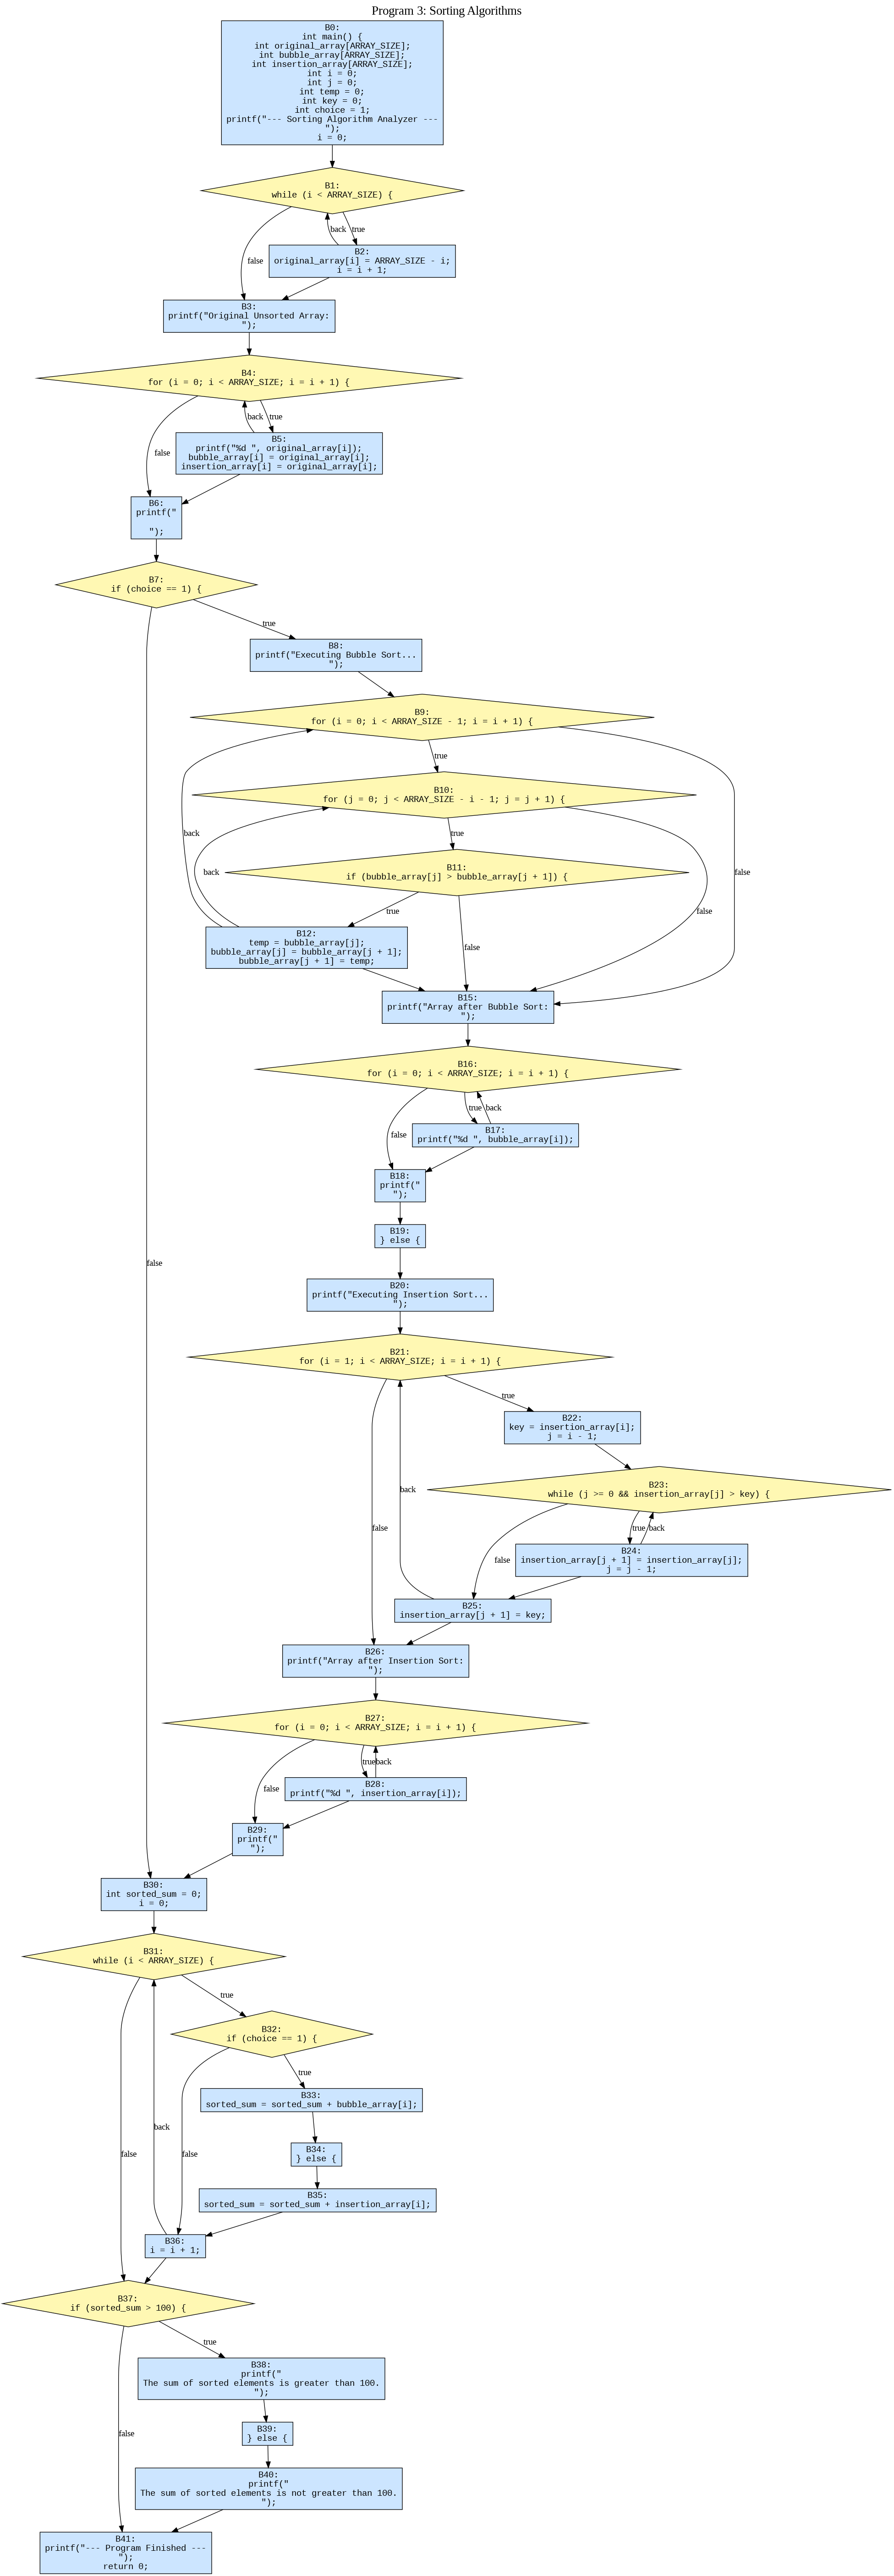 Program 3: Sorting Algorithms
B0:
int main() {
int original_array[ARRAY_SIZE];
int bubble_array[ARRAY_SIZE];
int insertion_array[ARRAY_SIZE];
int i = 0;
int j = 0;
int temp = 0;
int key = 0;
int choice = 1;
printf("--- Sorting Algorithm Analyzer ---
");
i = 0;
B1:
while (i < ARRAY_SIZE) {
back
true
false
B2:
original_array[i] = ARRAY_SIZE - i;
i = i + 1;
B3:
printf("Original Unsorted Array:
");
B4:
for (i = 0; i < ARRAY_SIZE; i = i + 1) {
back
true
false
B5:
printf("%d ", original_array[i]);
bubble_array[i] = original_array[i];
insertion_array[i] = original_array[i];
B6:
printf("
");
B7:
if (choice == 1) {
true
B8:
printf("Executing Bubble Sort...
");
B9:
for (i = 0; i < ARRAY_SIZE - 1; i = i + 1) {
true
B10:
for (j = 0; j < ARRAY_SIZE - i - 1; j = j + 1) {
back
true
B11:
if (bubble_array[j] > bubble_array[j + 1]) {
back
false
true
false
B12:
temp = bubble_array[j];
bubble_array[j] = bubble_array[j + 1];
bubble_array[j + 1] = temp;
false
B15:
printf("Array after Bubble Sort:
");
B16:
for (i = 0; i < ARRAY_SIZE; i = i + 1) {
true
back
false
B17:
printf("%d ", bubble_array[i]);
B18:
printf("
");
B19:
} else {
false
B20:
printf("Executing Insertion Sort...
");
B21:
for (i = 1; i < ARRAY_SIZE; i = i + 1) {
true
B22:
key = insertion_array[i];
j = i - 1;
B23:
while (j >= 0 && insertion_array[j] > key) {
back
false
true
back
false
B24:
insertion_array[j + 1] = insertion_array[j];
j = j - 1;
B25:
insertion_array[j + 1] = key;
B26:
printf("Array after Insertion Sort:
");
B27:
for (i = 0; i < ARRAY_SIZE; i = i + 1) {
true
back
false
B28:
printf("%d ", insertion_array[i]);
B29:
printf("
");
B30:
int sorted_sum = 0;
i = 0;
B31:
while (i < ARRAY_SIZE) {
true
B32:
if (choice == 1) {
true
B33:
sorted_sum = sorted_sum + bubble_array[i];
back
false
false
B34:
} else {
B35:
sorted_sum = sorted_sum + insertion_array[i];
B36:
i = i + 1;
B37:
if (sorted_sum > 100) {
true
B38:
printf("
The sum of sorted elements is greater than 100.
");
false
B39:
} else {
B40:
printf("
The sum of sorted elements is not greater than 100.
");
B41:
printf("--- Program Finished ---
");
return 0;